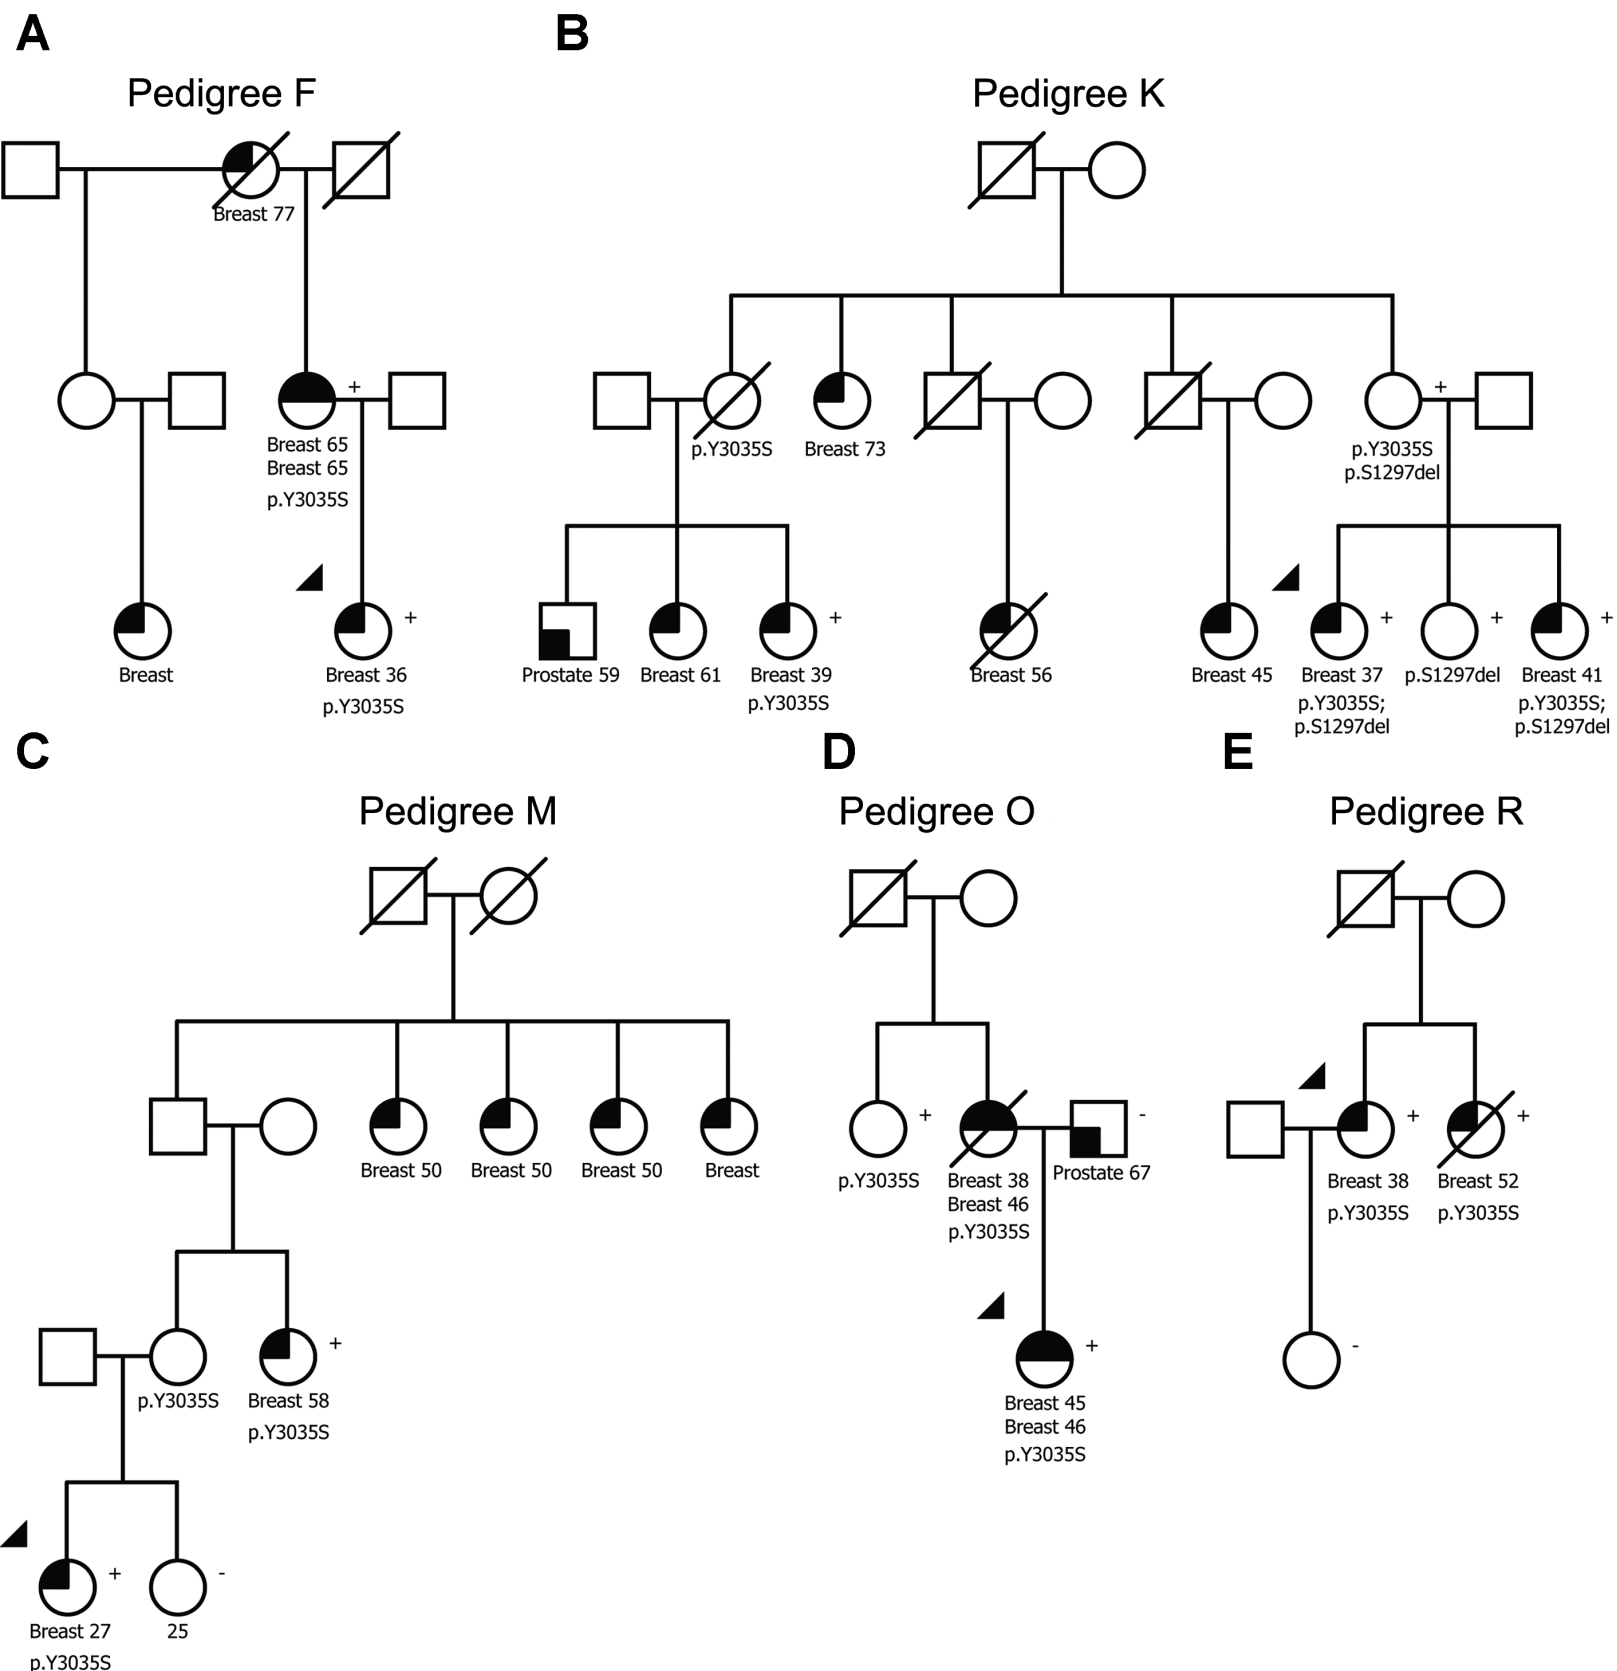 A
B
Pedigree F
Pedigree K
Breast 77
+
Breast 65
Breast 65
p.Y3035S
+
p.Y3035S
Breast 73
p.Y3035S
p.S1297del
Breast
+
Breast 36
p.Y3035S
Prostate 59
Breast 61
+
Breast 39
p.Y3035S
Breast 56
Breast 45
+
Breast 37
p.Y3035S;
p.S1297del
+
p.S1297del
+
Breast 41
p.Y3035S;
p.S1297del
C
D
E
Pedigree M
Pedigree O
Pedigree R
Breast 50
Breast 50
Breast 50
Breast
p.Y3035S
+
Breast 58
p.Y3035S
+
Breast 27
p.Y3035S
-
25
+
p.Y3035S
Breast 38
Breast 46
p.Y3035S
-
Prostate 67
+
Breast 45
Breast 46
p.Y3035S
+
Breast 38
p.Y3035S
+
Breast 52
p.Y3035S
-